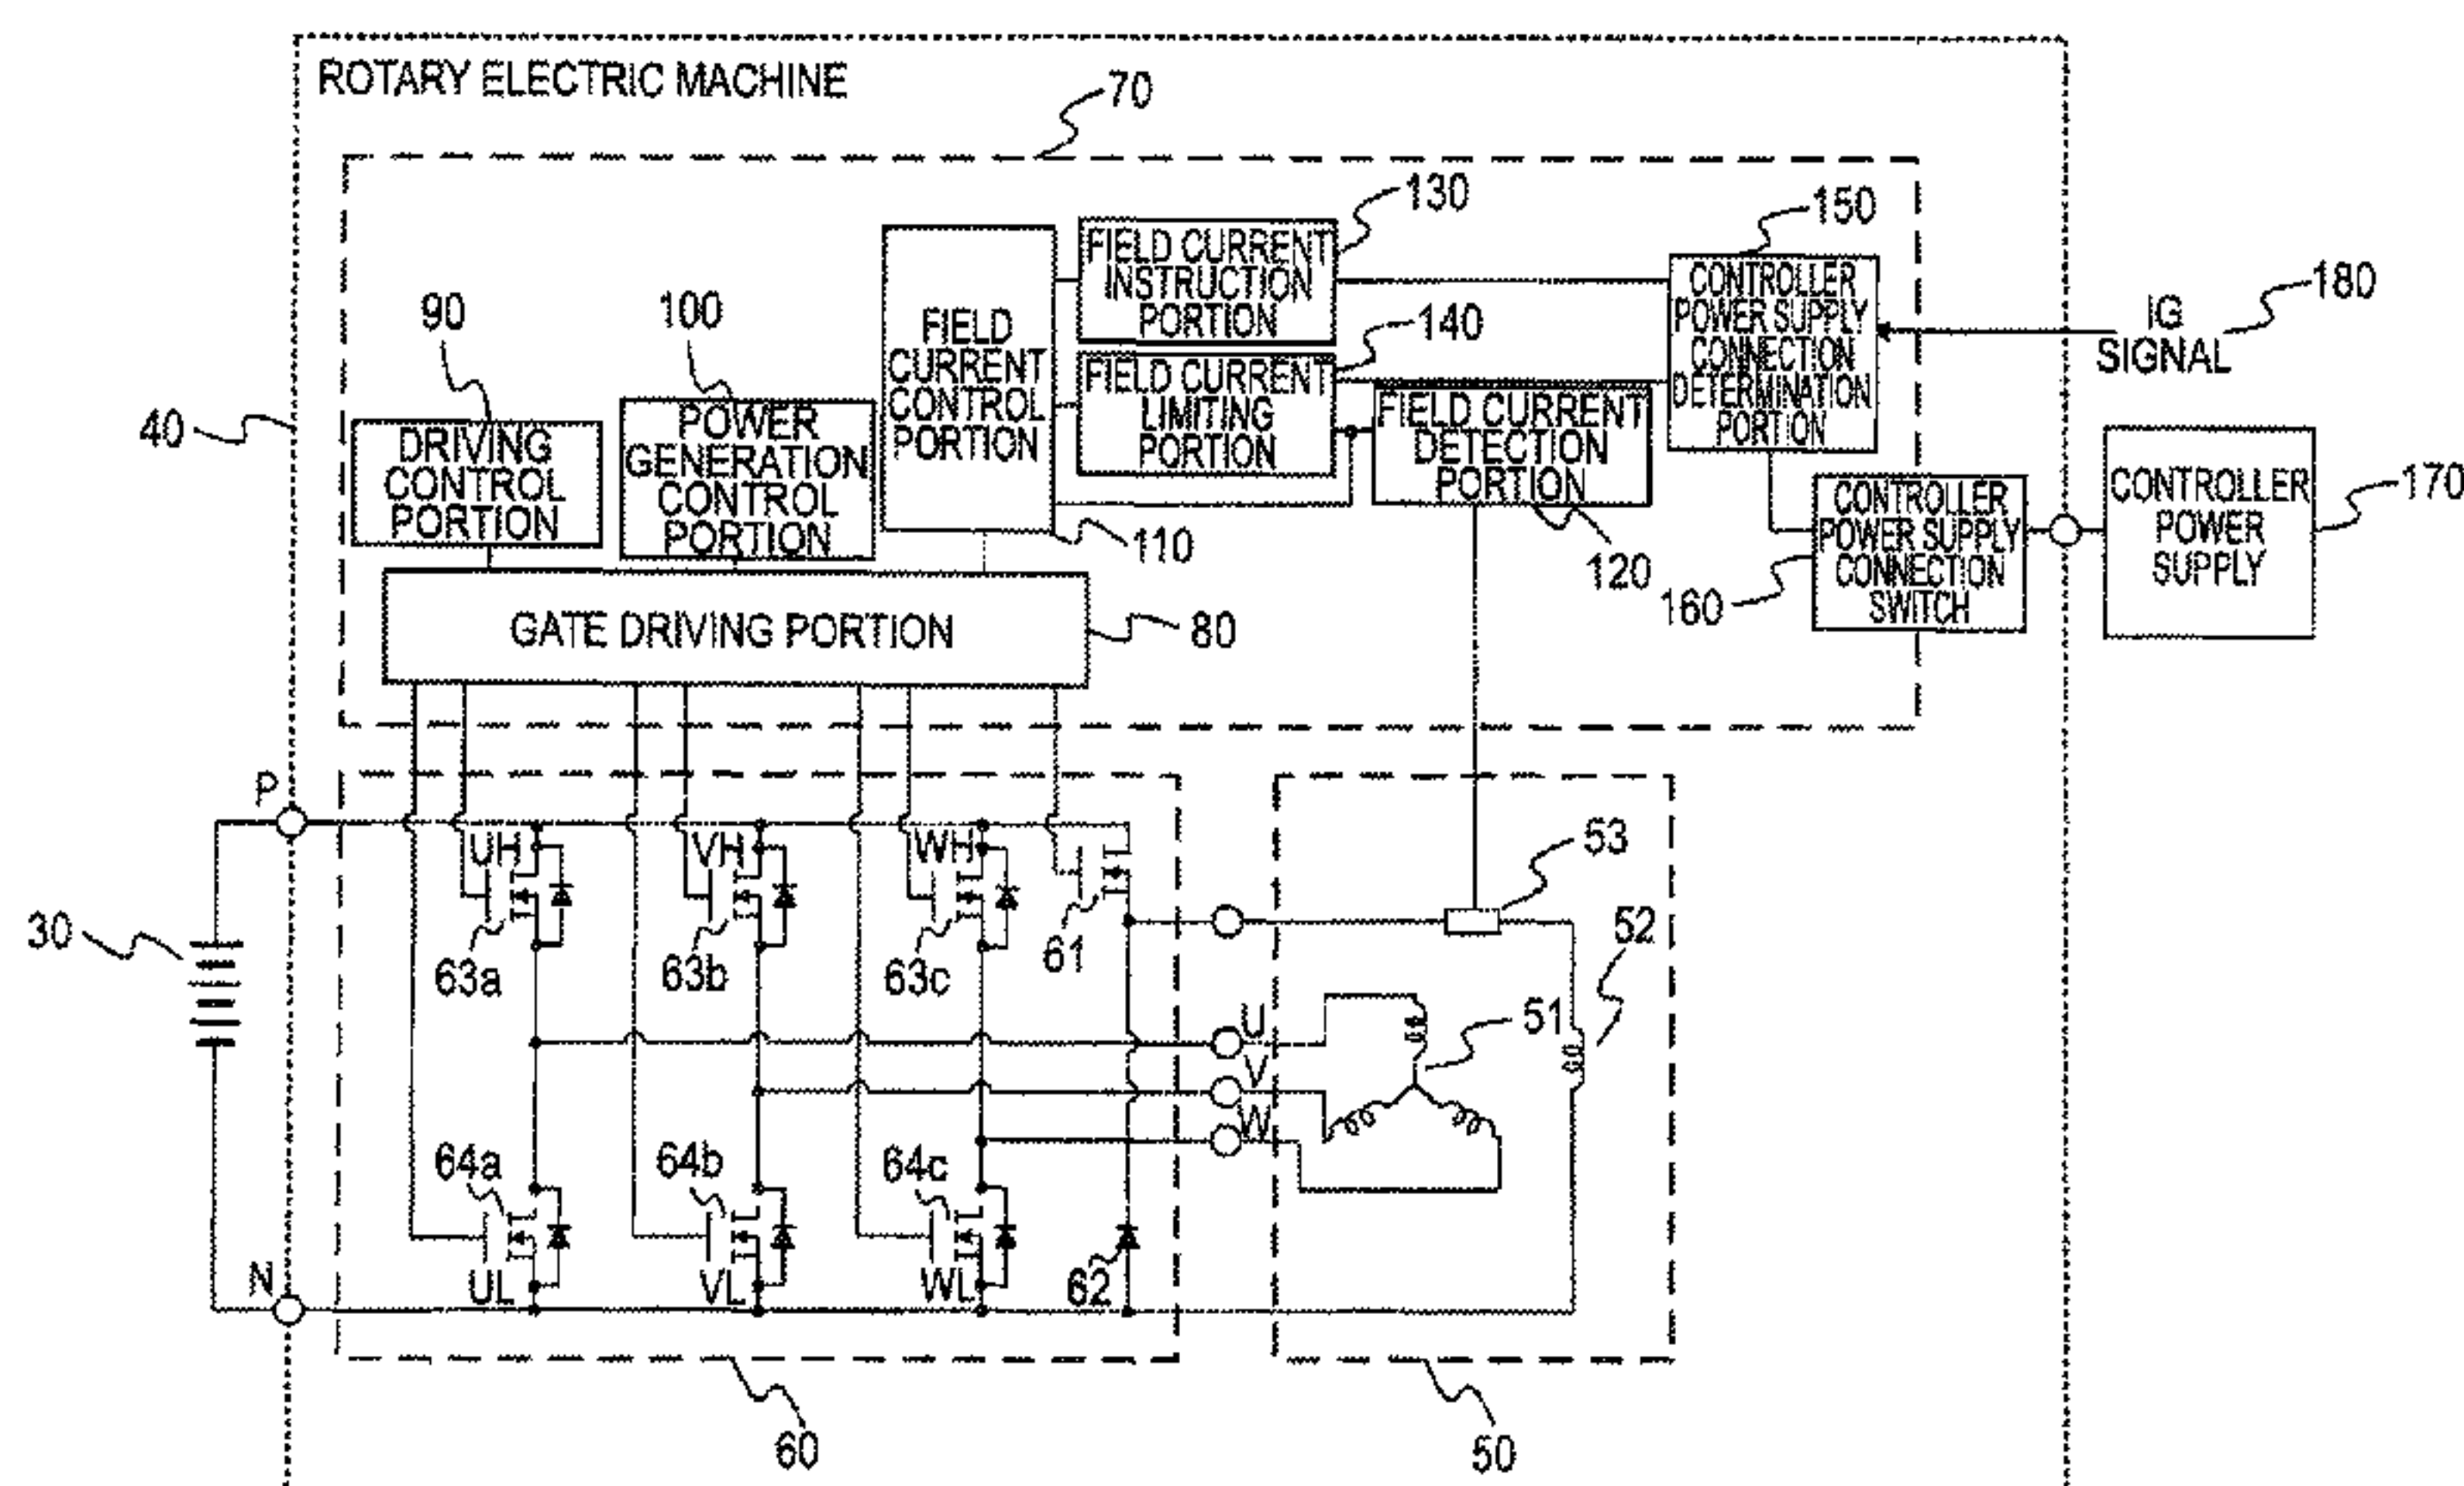 ROTARY ELECTRIC MACHINE
70
130
150
180
FIELD CURRENT
INSTRUCTION
PORTION
CONTROLLER
POWER SUPPLY
CONNECTION
DETERMINATION
PORTION
IG
SIGNAL
90
100
140
FIELD
CURRENT
CONTROL
PORTION
FIELD CURRENT
LIMITING
PORTION
40
DRIVING
CONTROL
PORTION
POWER
GENERATION
CONTROL
PORTION
FIELD CURRENT
DETECTION
PORTION
CONTROLLER
POWER SUPPLY
CONNECTION
SWITCH
CONTROLLER
POWER
SUPPLY
170
110
120
160
GATE DRIVING PORTION
80
P
UH
VH
WH
53
30
63a
63b
63c
61
52
U
51
V
W
64a
64b
64c
N
UL
VL
WL
62
60
50